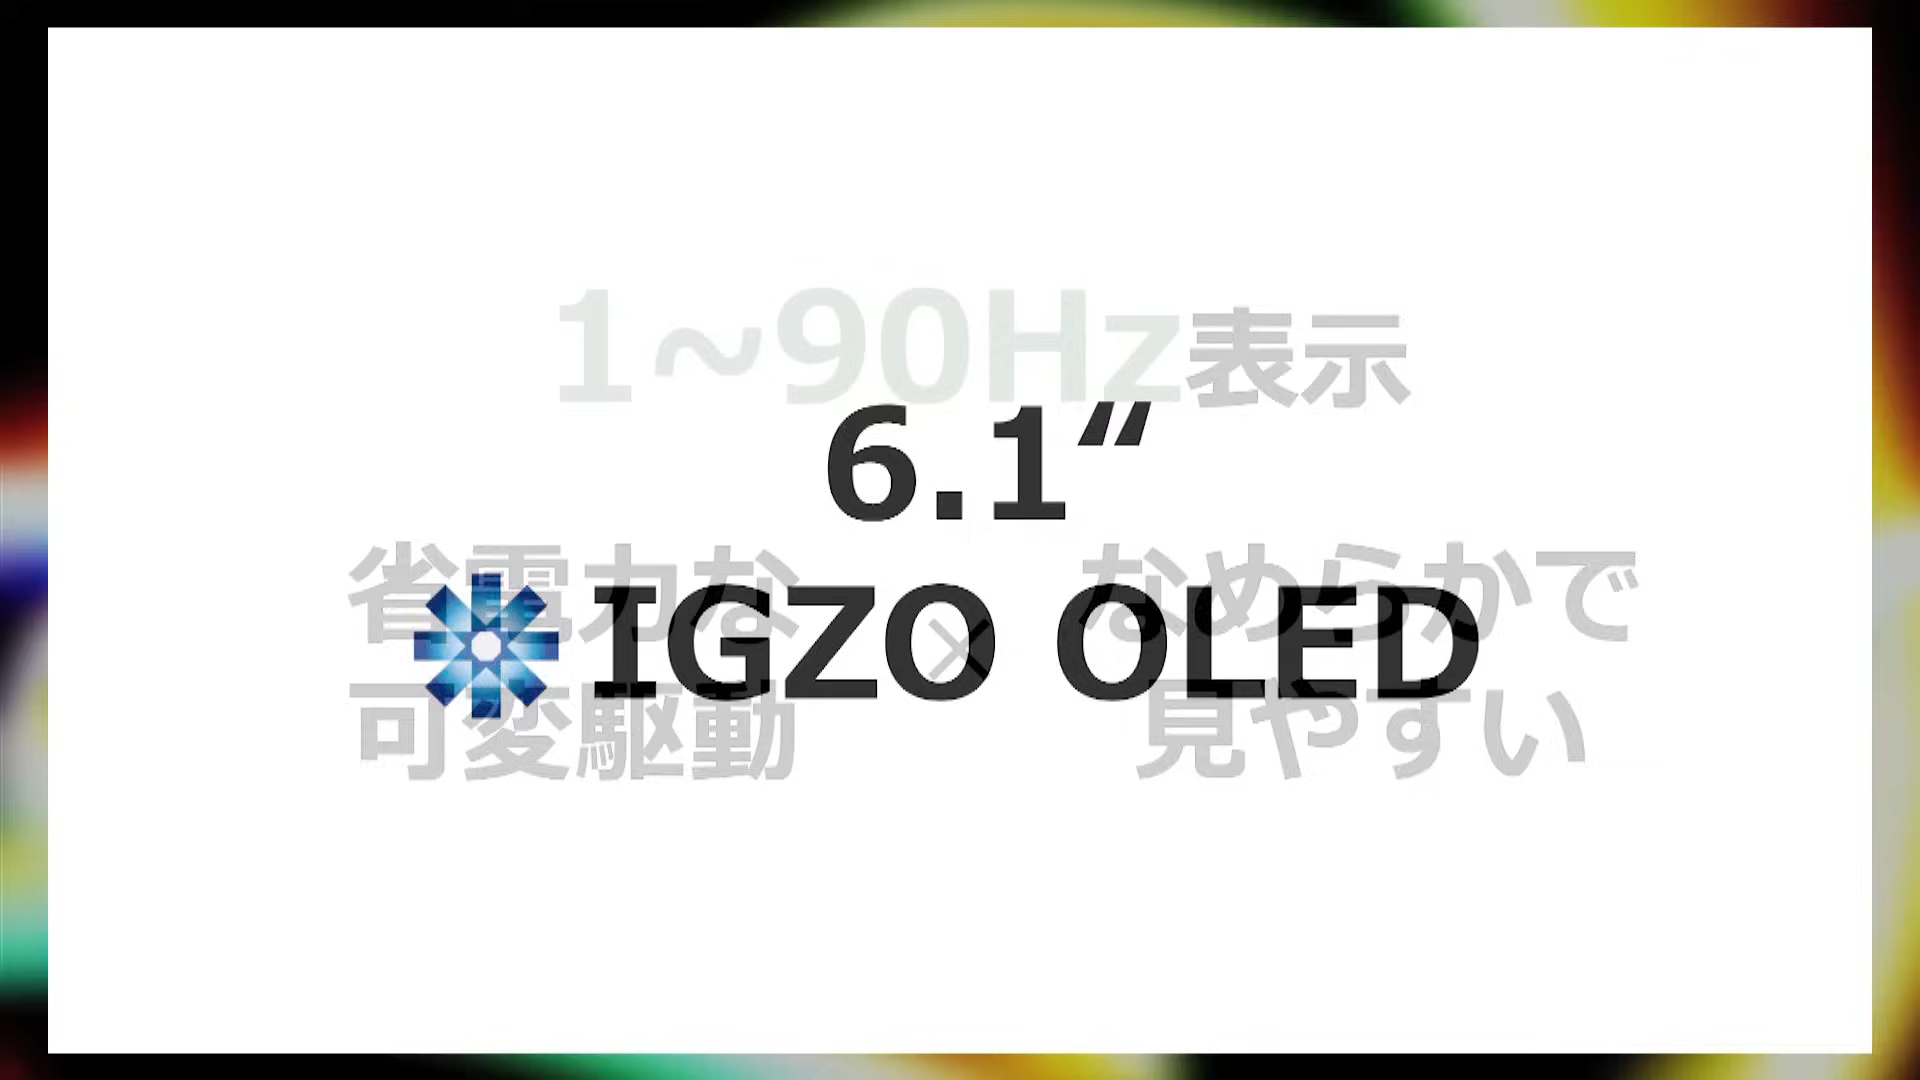 1~90Hz表示
6.1“
省電力な
可変駆動
×
なめらかで
見やすい
IGZO OLED